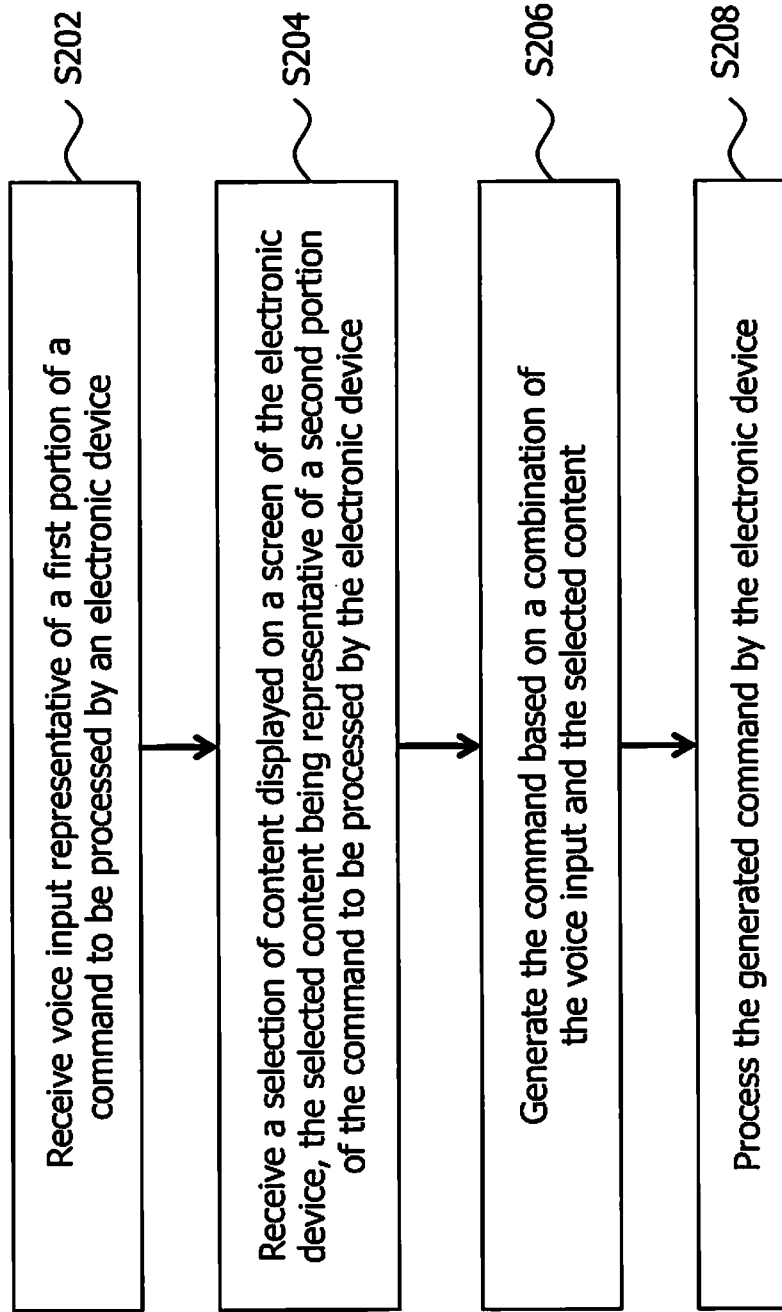 Receive voice input representative of a first portion of a
command to be processed by an electronic device
S202
Receive a selection of content displayed on a screen of the electronic
device, the selected content being representative of a second portion
of the command to be processed by the electronic device
S204
Generate the command based on a combination of
the voice input and the selected content
S206
Process the generated command by the electronic device
S208